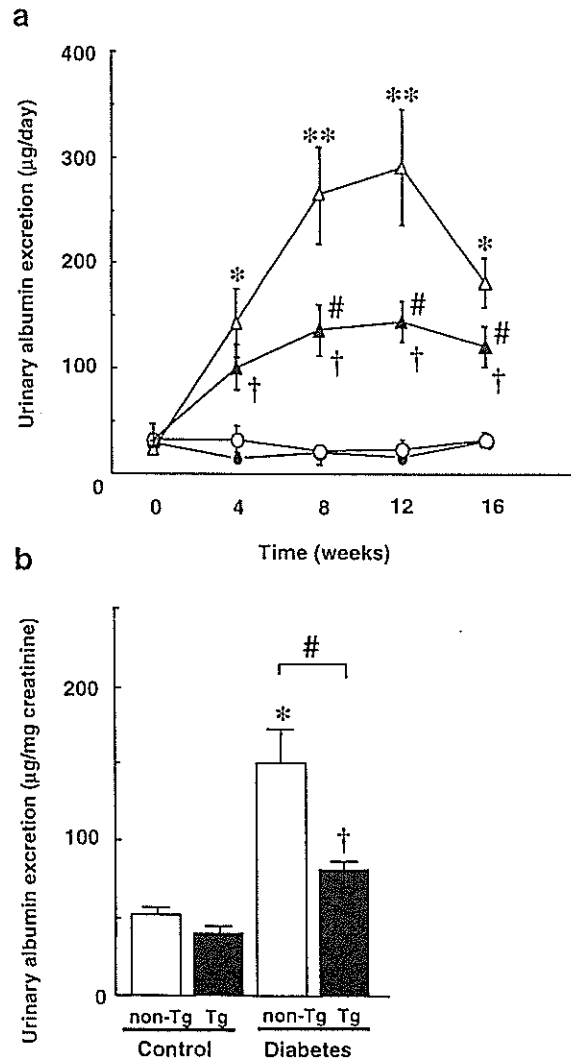 a
Urinary albumin excretion (μg/day)
400
300
200
100
0
**
**
*
*
#
#
#
†
†
†
†
0 4 8 12 16
Time (weeks)
b
Urinary albumin excretion (μg/mg creatinine)
200
100
0
#
*
†
non-Tg Tg non-Tg Tg
Control Diabetes